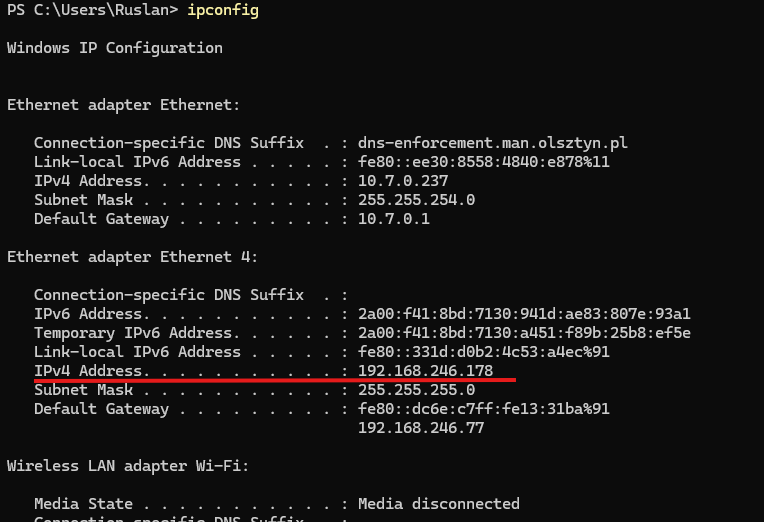 PS C:\Users\Ruslan> ipconfig
Windows IP Configuration
Ethernet adapter Ethernet:
Connection-specific DNS Suffix . : dns-enforcement.man.olsztyn.pl
Link-local IPv6 Address . . . . . : fe80::ee30:8558:4840:e878%11
IPv4 Address. . . . . . . . . . . : 10.7.0.237
Subnet Mask . . . . . . . . . . . : 255.255.254.0
Default Gateway . . . . . . . . . : 10.7.0.1
Ethernet adapter Ethernet 4:
Connection-specific DNS Suffix . :
IPv6 Address. . . . . . . . . . . : 2a00:f41:8bd:7130:941d:ae83:807e:93a1
Temporary IPv6 Address. . . . . . : 2a00:f41:8bd:7130:a451:f89b:25b8:ef5e
Link-local IPv6 Address . . . . . : fe80::331d:d0b2:4c53:a4ec%91
IPv4 Address. . . . . . . . . . . : 192.168.246.178
Subnet Mask . . . . . . . . . . . : 255.255.255.0
Default Gateway . . . . . . . . . : fe80::dc6e:c7ff:fe13:31ba%91
192.168.246.77
Wireless LAN adapter Wi-Fi:
Media State . . . . . . . . . . . : Media disconnected
Connection-specific DNS Suffix . :